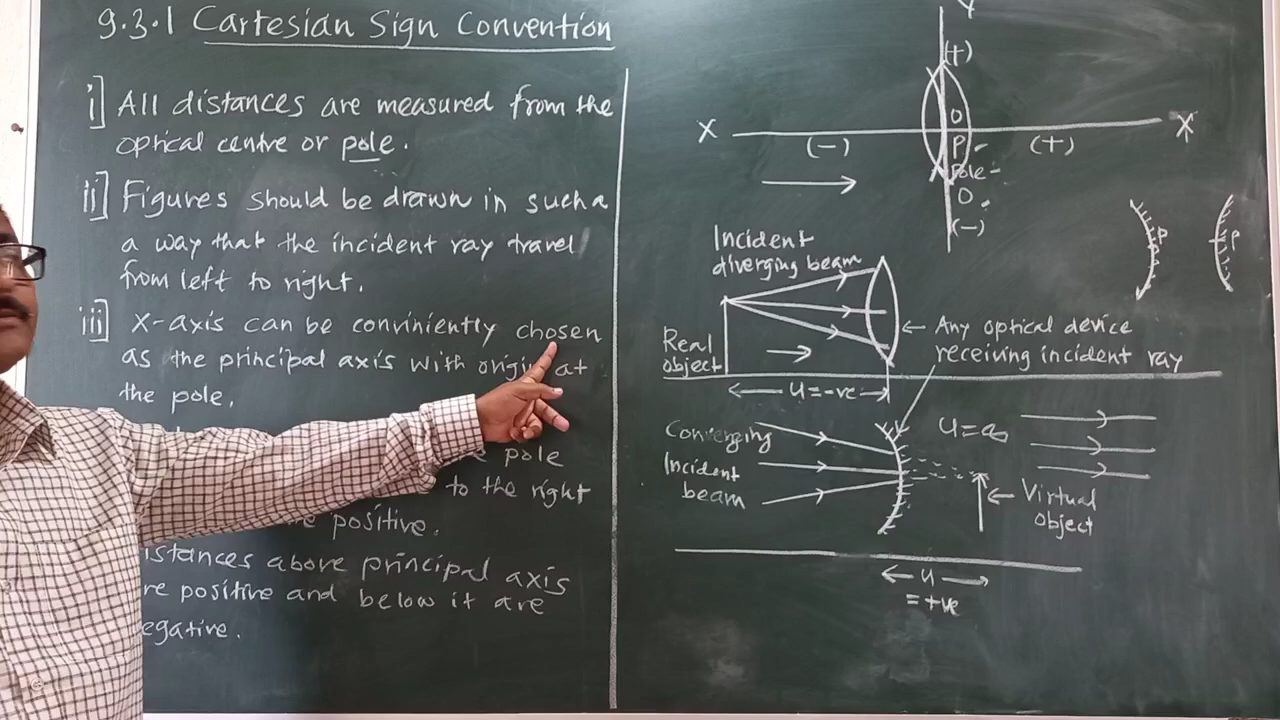 9.3.1 Cartesian Sign Convention
i] All distances are measured from the
optical centre or pole.
ii] Figures should be drawn in such a
a way that the incident ray travel
from left to right.
iii] X-axis can be conviniently chosen
as the principal axis with origin at
the pole.
pole
to the right
positive.
distances above principal axis
are positive and below it are
negative.
Y
(+)
X
O
X
(-)
P
(+)
Pole
O
(-)
P
P
Incident
diverging beam
Real
object
Any optical device
receiving incident ray
u=-ve
Converging
Incident
beam
u=∞
Virtual
object
u
=+ve